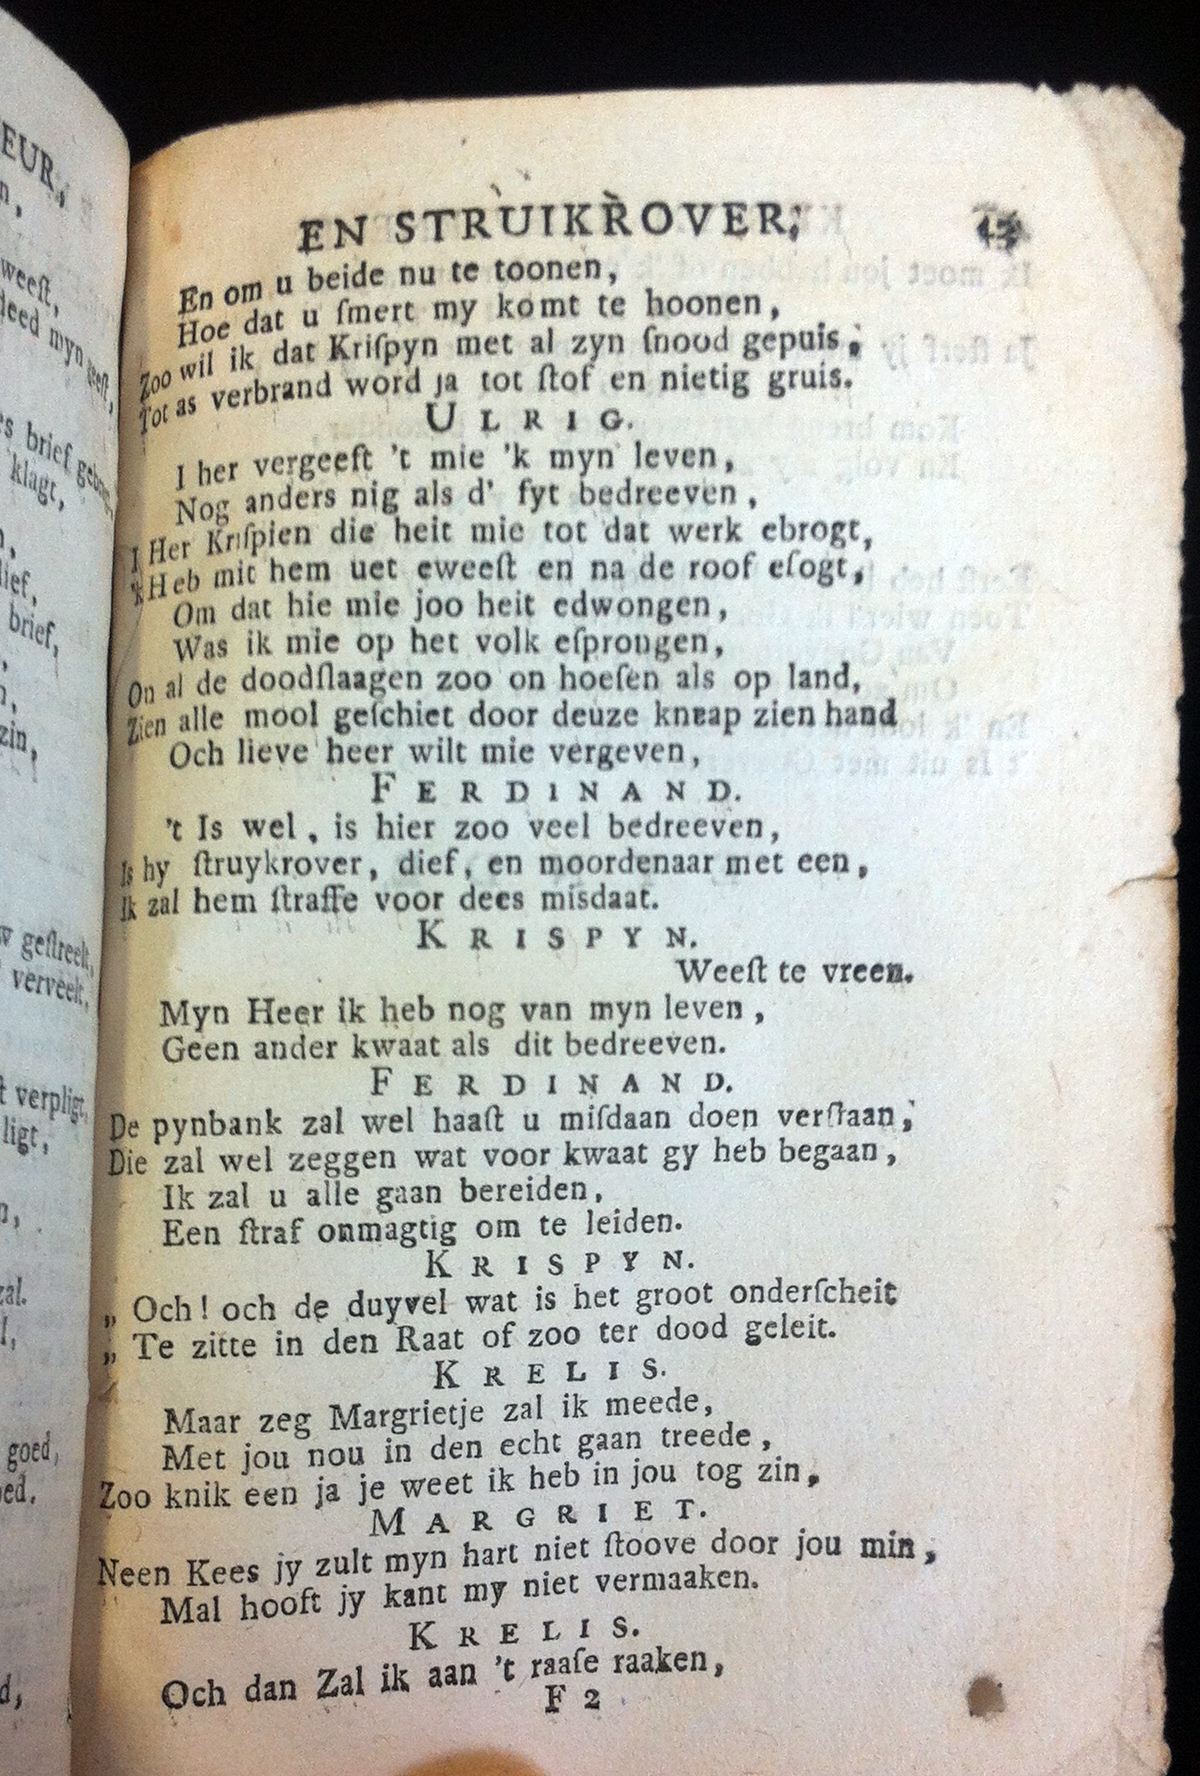 EN STRUIKROVER, 43
En om u beide nu te toonen,
Hoe dat u ſmert my komt te hoonen,
Zoo wil ik dat Kriſpyn met al zyn ſnood gepuis,
Tot as verbrand word ja tot ſtof en nietig gruis.
ULRIG.
I her vergeeft 't mie 'k myn leven,
Nog anders nig als d' fyt bedreeven,
I Her Kriſpien die heit mie tot dat werk ebrogt,
'k Heb mit hem uet eweeſt en na de roof eſogt,
Om dat hie mie joo heit edwongen,
Was ik mie op het volk eſprongen,
On al de doodſlaagen zoo on hoeſen als op land,
Zien alle mool geſchiet door deuze kneap zien hand
Och lieve heer wilt mie vergeven,
FERDINAND.
't Is wel, is hier zoo veel bedreeven,
Is hy ſtruykrover, dief, en moordenaar met een,
Ik zal hem ſtraffe voor dees misdaat.
KRISPYN.
Weeſt te vreen.
Myn Heer ik heb nog van myn leven,
Geen ander kwaat als dit bedreeven.
FERDINAND.
De pynbank zal wel haaſt u miſdaan doen verſtaan,
Die zal wel zeggen wat voor kwaat gy heb begaan,
Ik zal u alle gaan bereiden,
Een ſtraf onmagtig om te leiden.
KRISPYN.
„ Och! och de duyvel wat is het groot onderſcheit
„ Te zitte in den Raat of zoo ter dood geleit.
KRELIS.
Maar zeg Margrietje zal ik meede,
Met jou nou in den echt gaan treede,
Zoo knik een ja je weet ik heb in jou tog zin,
MARGRIET.
Neen Kees jy zult myn hart niet ſtoove door jou min,
Mal hooft jy kant my niet vermaaken.
KRELIS.
Och dan Zal ik aan 't raaſe raaken,
F 2